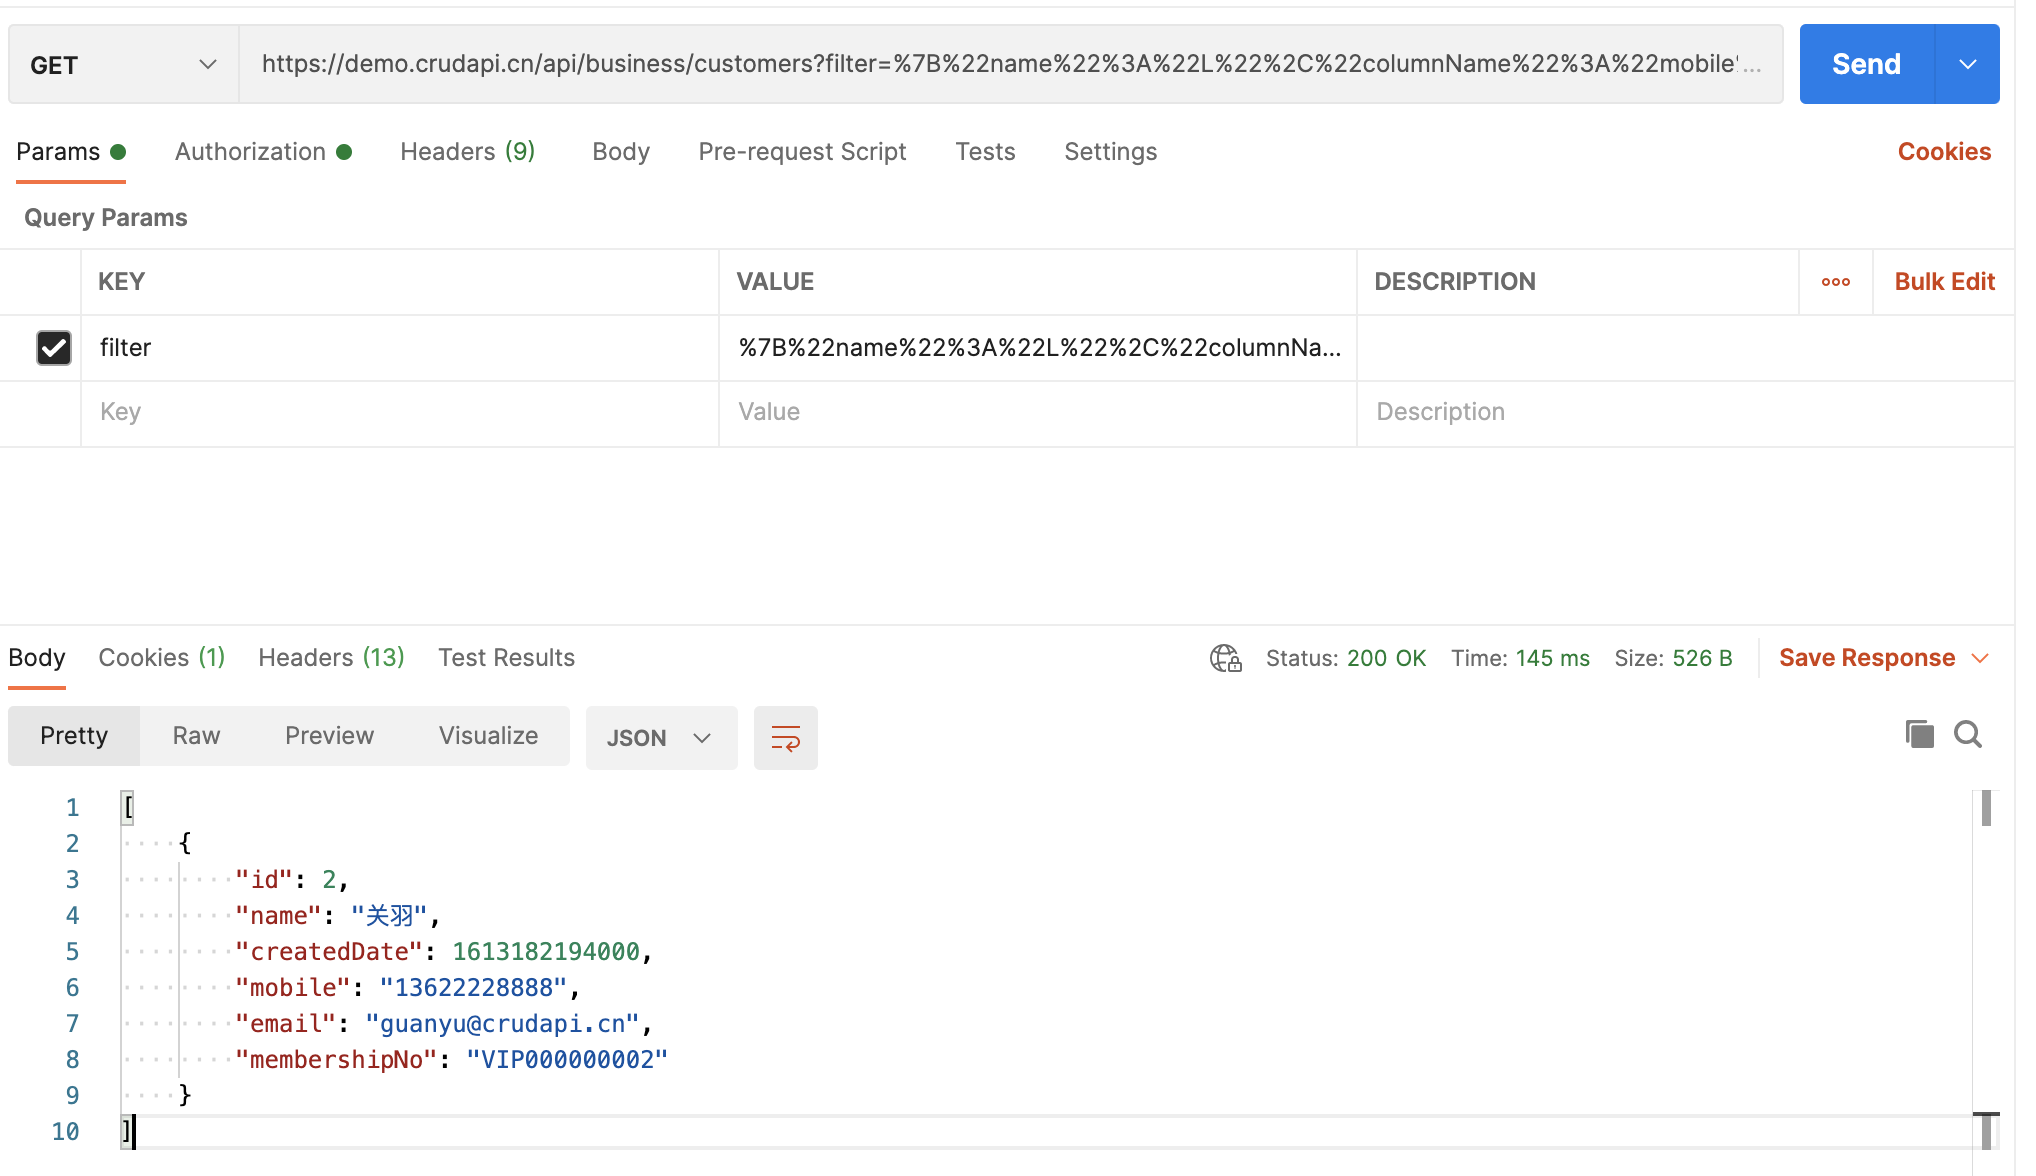 GET https://demo.crudapi.cn/api/business/customers?filter=%7B%22name%22%3A%22L%22%2C%22columnName%22%3A%22mobile'... Send
Params Authorization Headers (9) Body Pre-request Script Tests Settings Cookies
Query Params
KEY VALUE DESCRIPTION ooo Bulk Edit
filter %7B%22name%22%3A%22L%22%2C%22columnNa...
Key Value Description
Body Cookies (1) Headers (13) Test Results Status: 200 OK Time: 145 ms Size: 526 B Save Response
Pretty Raw Preview Visualize JSON
1 [
2 {
3 "id": 2,
4 "name": "关羽",
5 "createdDate": 1613182194000,
6 "mobile": "13622228888",
7 "email": "guanyu@crudapi.cn",
8 "membershipNo": "VIP000000002"
9 }
10 ]